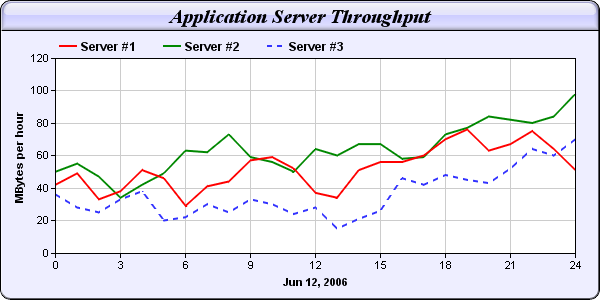 Application Server Throughput
Server #1 Server #2 Server #3
MBytes per hour
120
100
80
60
40
20
0
0 3 6 9 12 15 18 21 24
Jun 12, 2006